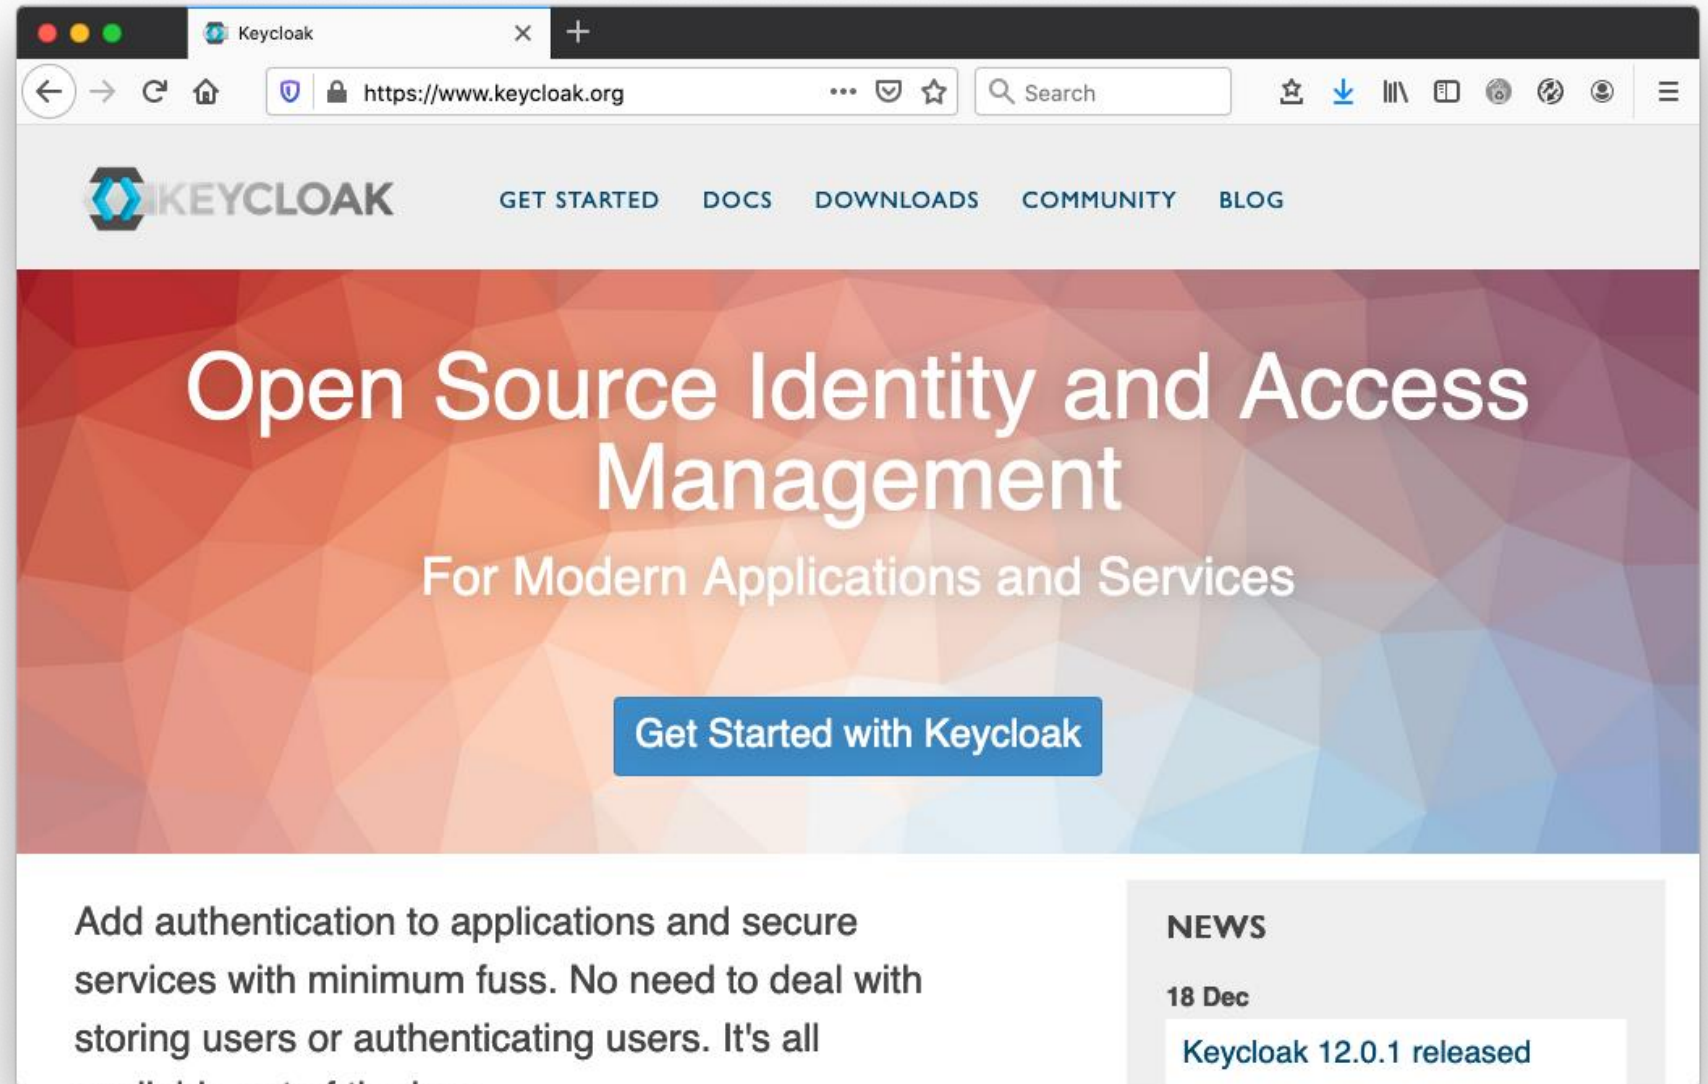 Keycloak
https://www.keycloak.org
Search
KEYCLOAK
GET STARTED DOCS DOWNLOADS COMMUNITY BLOG
Open Source Identity and Access
Management
For Modern Applications and Services
Get Started with Keycloak
Add authentication to applications and secure
services with minimum fuss. No need to deal with
storing users or authenticating users. It's all
NEWS
18 Dec
Keycloak 12.0.1 released